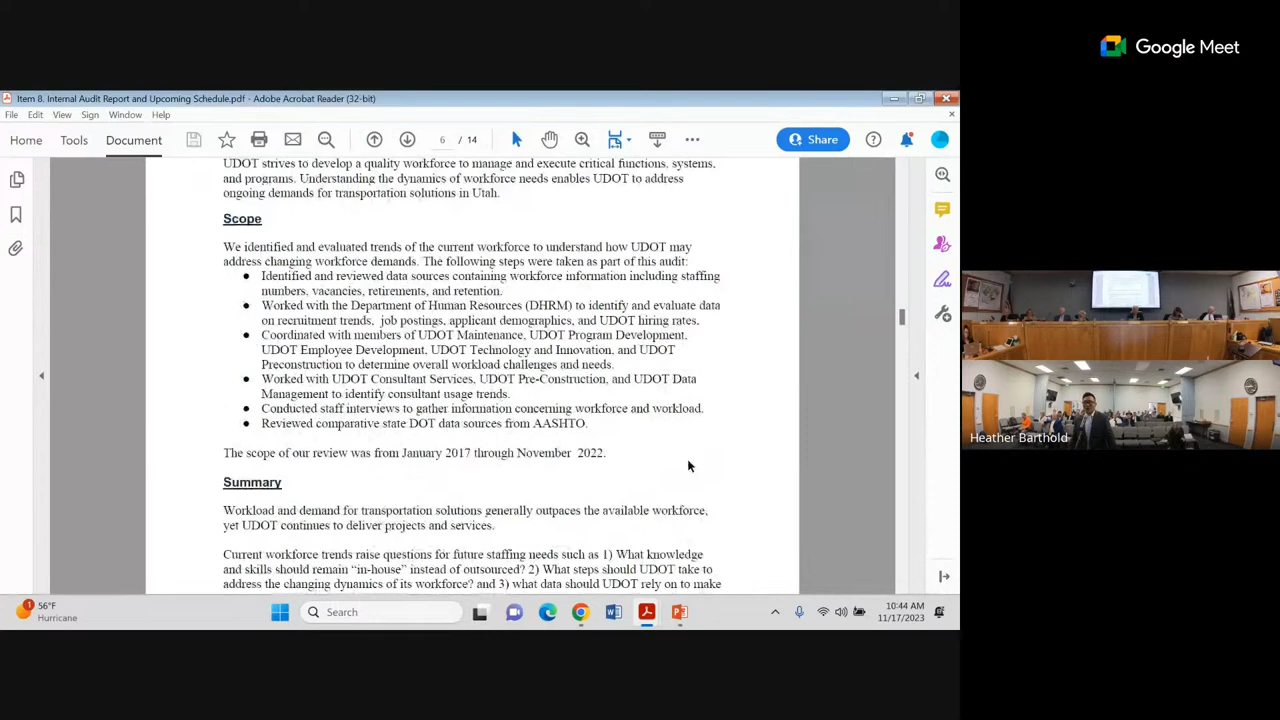 Google Meet
Item 8. Internal Audit Report and Upcoming Schedule.pdf - Adobe Acrobat Reader (32-bit)
File Edit View Sign Window Help
Home Tools Document 6 / 14 Share
UDOT strives to develop a quality workforce to manage and execute critical functions, systems,
and programs. Understanding the dynamics of workforce needs enables UDOT to address
ongoing demands for transportation solutions in Utah.
Scope
We identified and evaluated trends of the current workforce to understand how UDOT may
address changing workforce demands. The following steps were taken as part of this audit:
● Identified and reviewed data sources containing workforce information including staffing
numbers, vacancies, retirements, and retention.
● Worked with the Department of Human Resources (DHRM) to identify and evaluate data
on recruitment trends, job postings, applicant demographics, and UDOT hiring rates.
● Coordinated with members of UDOT Maintenance, UDOT Program Development,
UDOT Employee Development, UDOT Technology and Innovation, and UDOT
Preconstruction to determine overall workload challenges and needs.
● Worked with UDOT Consultant Services, UDOT Pre-Construction, and UDOT Data
Management to identify consultant usage trends.
● Conducted staff interviews to gather information concerning workforce and workload.
● Reviewed comparative state DOT data sources from AASHTO.
The scope of our review was from January 2017 through November 2022.
Summary
Workload and demand for transportation solutions generally outpaces the available workforce,
yet UDOT continues to deliver projects and services.
Current workforce trends raise questions for future staffing needs such as 1) What knowledge
and skills should remain “in-house” instead of outsourced? 2) What steps should UDOT take to
address the changing dynamics of its workforce? and 3) what data should UDOT rely on to make
Heather Barthold
1
56°F
Hurricane
Search
10:44 AM
11/17/2023